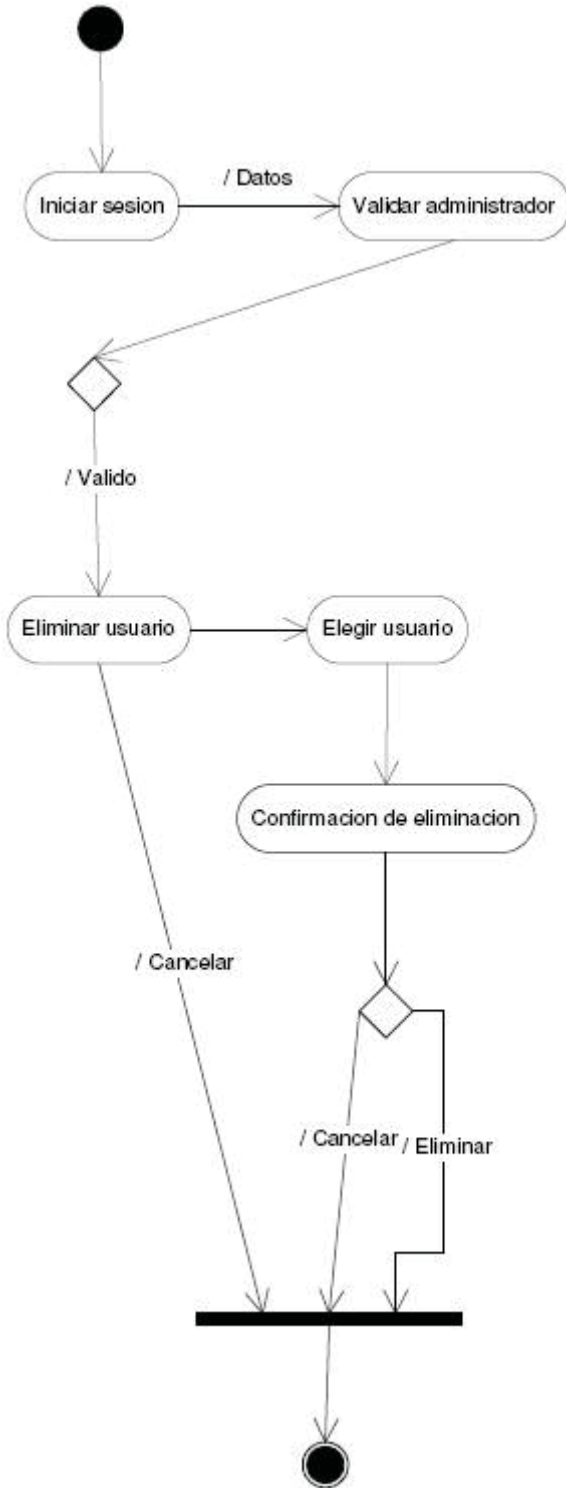 / Datos
Iniciar sesion
Validar administrador
/ Valido
Eliminar usuario
Elegir usuario
Confirmacion de eliminacion
/ Cancelar
/ Cancelar
/ Eliminar